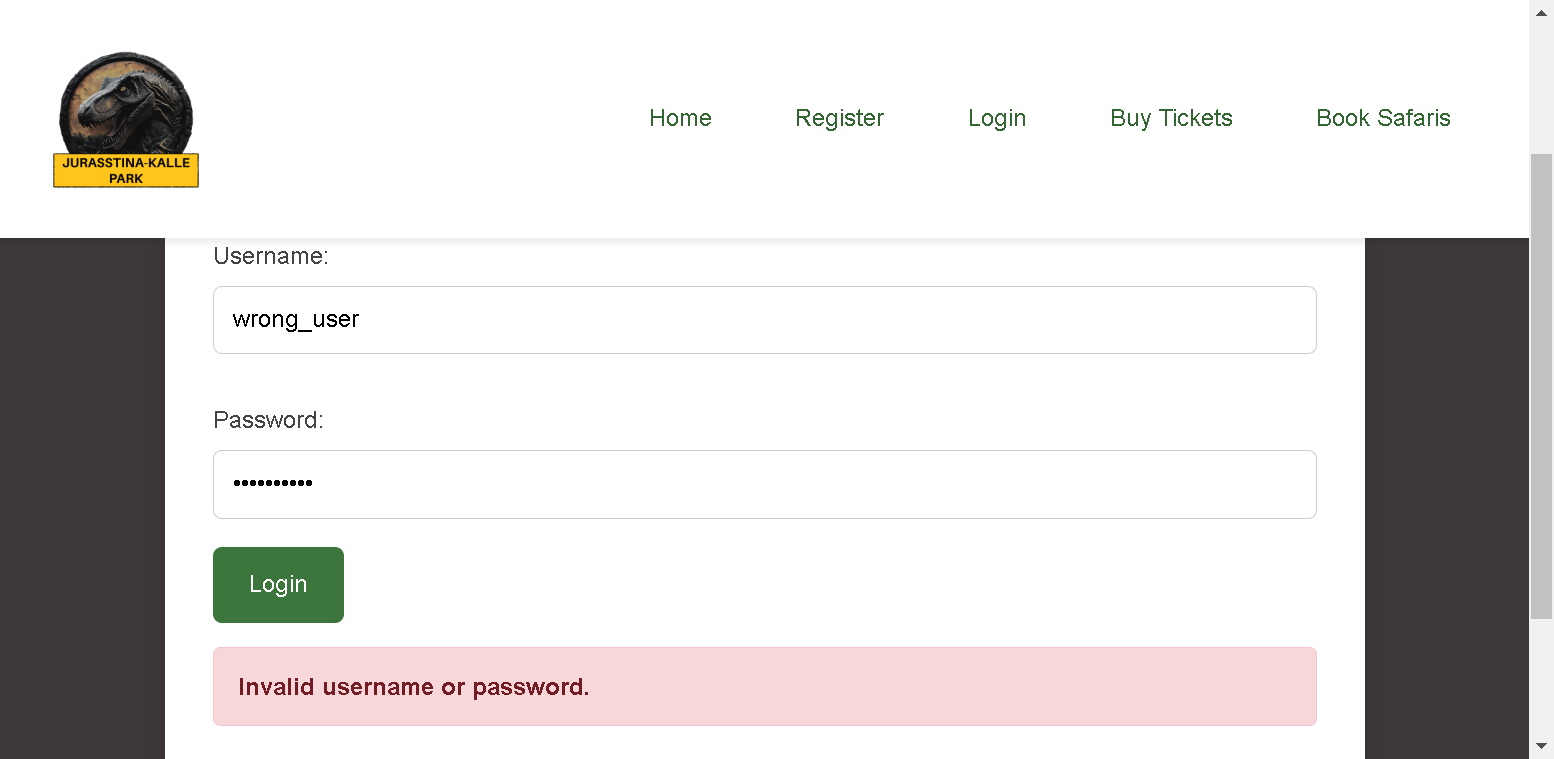 JURASSTINA-KALLE
PARK
Home Register Login Buy Tickets Book Safaris
Username:
wrong_user
Password:
••••••••••
Login
Invalid username or password.